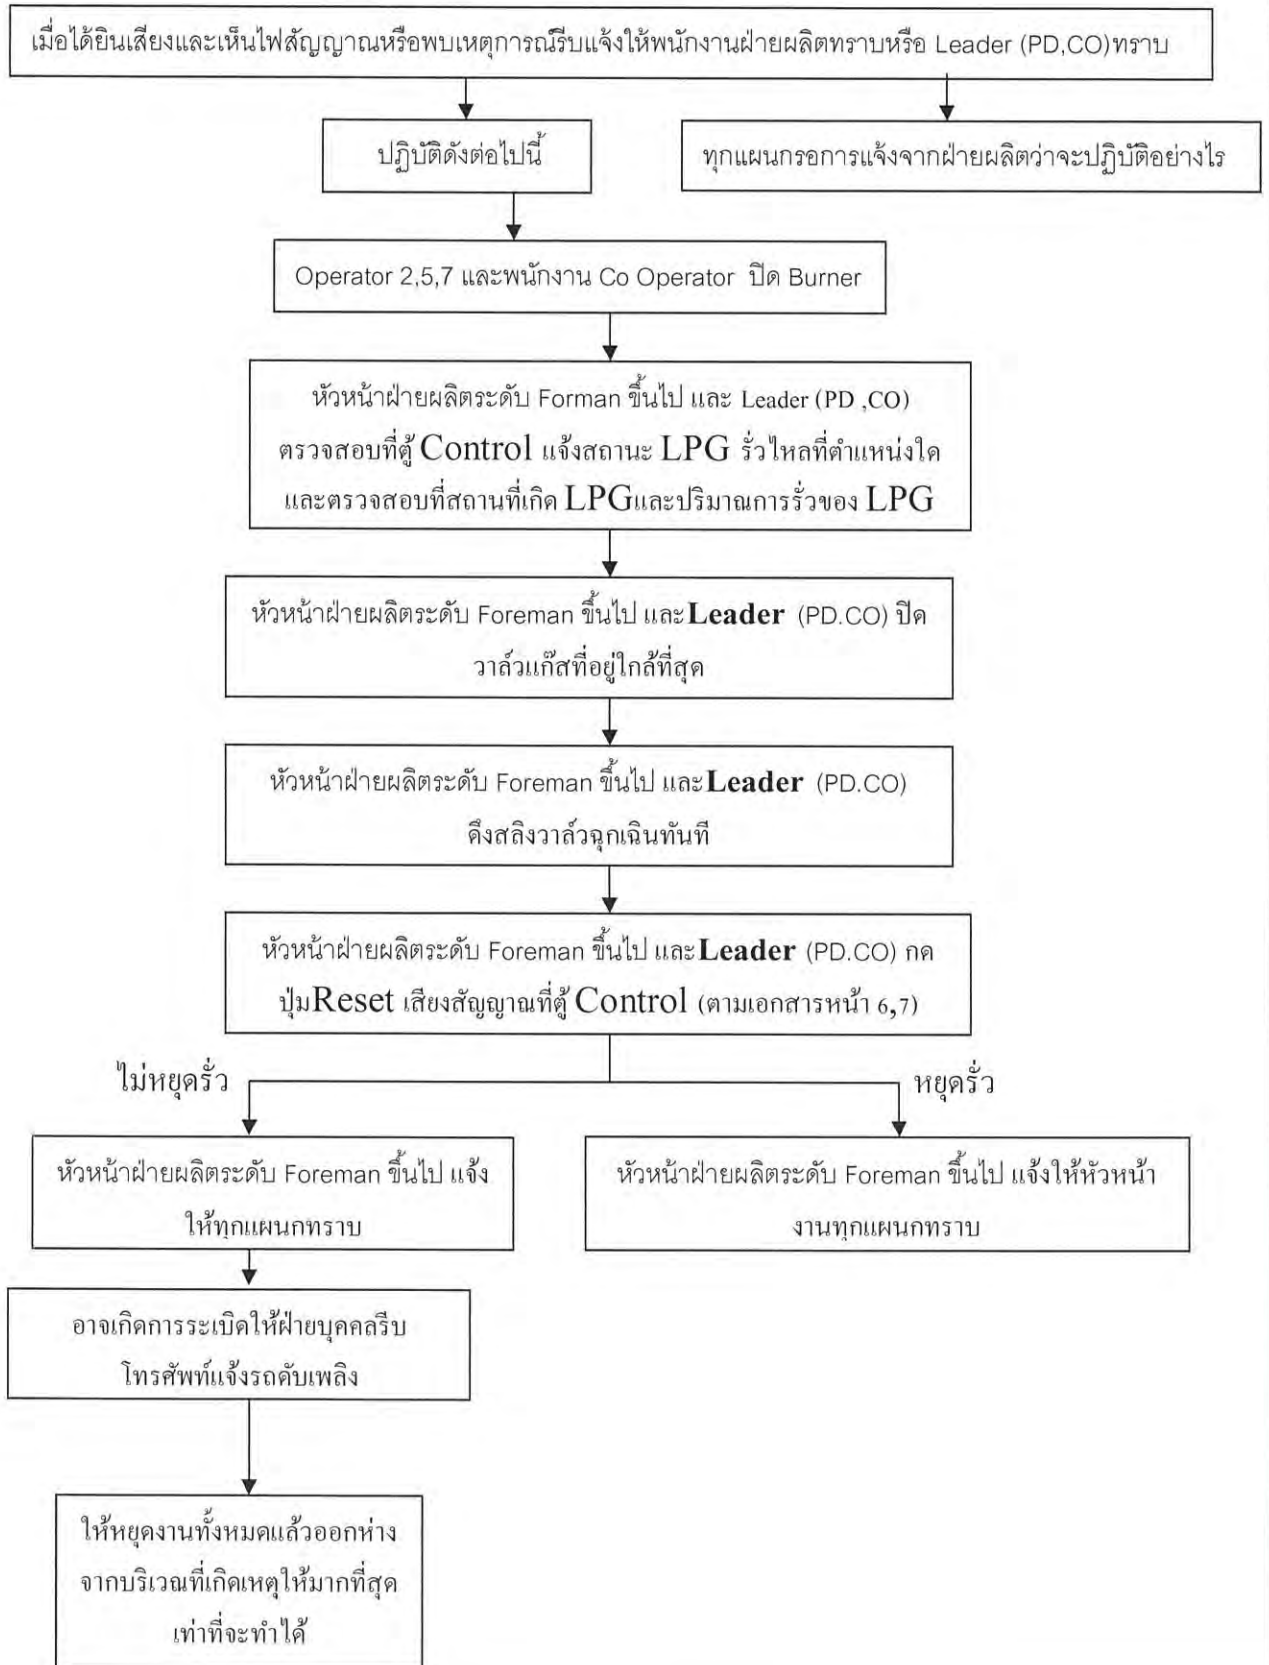 เมื่อได้ยินเสียงและเห็นไฟสัญญาณหรือพบเหตุการณ์รีบแจ้งให้พนักงานฝ่ายผลิตทราบหรือ Leader (PD,CO)ทราบ
ปฏิบัติดังต่อไปนี้
ทุกแผนกรอการแจ้งจากฝ่ายผลิตว่าจะปฏิบัติอย่างไร
Operator 2,5,7 และพนักงาน Co Operator ปิด Burner
หัวหน้าฝ่ายผลิตระดับ Forman ขึ้นไป และ Leader (PD ,CO)
ตรวจสอบที่ตู้ Control แจ้งสถานะ LPG รั่วไหลที่ตำแหน่งใด
และตรวจสอบที่สถานที่เกิด LPGและปริมาณการรั่วของ LPG
หัวหน้าฝ่ายผลิตระดับ Foreman ขึ้นไป และLeader (PD.CO) ปิด
วาล์วแก๊สที่อยู่ใกล้ที่สุด
หัวหน้าฝ่ายผลิตระดับ Foreman ขึ้นไป และLeader (PD.CO)
ดึงสลิงวาล์วฉุกเฉินทันที
หัวหน้าฝ่ายผลิตระดับ Foreman ขึ้นไป และLeader (PD.CO) กด
ปุ่มReset เสียงสัญญาณที่ตู้ Control (ตามเอกสารหน้า 6,7)
ไม่หยุดรั่ว
หยุดรั่ว
หัวหน้าฝ่ายผลิตระดับ Foreman ขึ้นไป แจ้ง
ให้ทุกแผนกทราบ
หัวหน้าฝ่ายผลิตระดับ Foreman ขึ้นไป แจ้งให้หัวหน้า
งานทุกแผนกทราบ
อาจเกิดการระเบิดให้ฝ่ายบุคคลรีบ
โทรศัพท์แจ้งรถดับเพลิง
ให้หยุดงานทั้งหมดแล้วออกห่าง
จากบริเวณที่เกิดเหตุให้มากที่สุด
เท่าที่จะทำได้